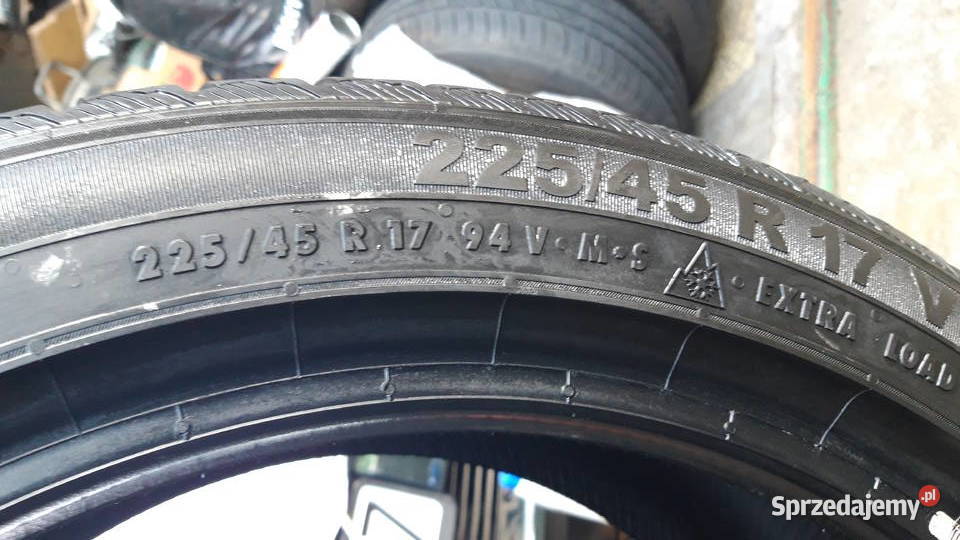 225/45 R 17 V
225/45 R 17 94 V · M · S · EXTRA LOAD
Sprzedajemy.pl